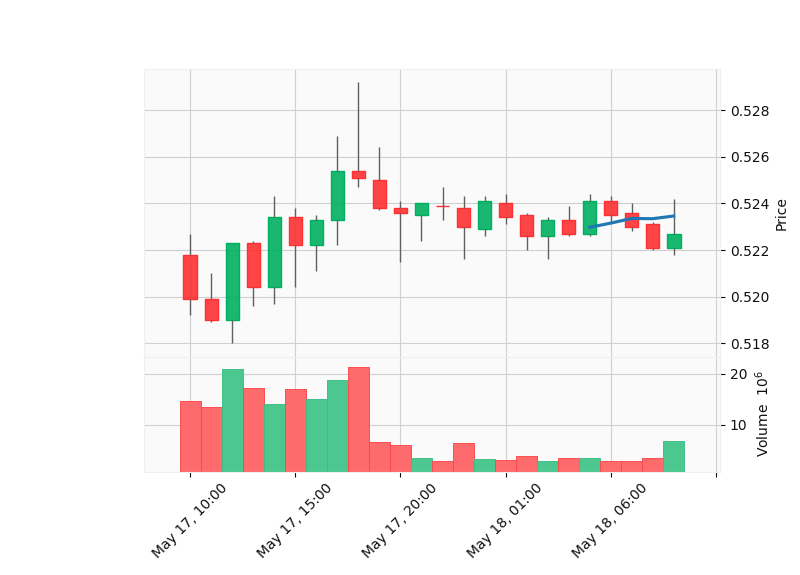 0.528
0.526
0.524
0.522
0.520
0.518
Price
20
10
Volume 10^6
May 17, 10:00
May 17, 15:00
May 17, 20:00
May 18, 01:00
May 18, 06:00